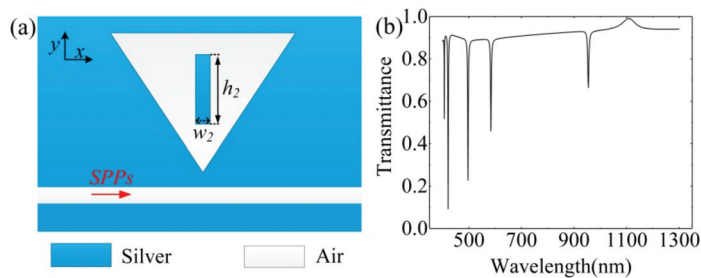 (a)
y
x
h2
w2
SPPs
Silver
Air
(b)
Transmittance
1.0
0.8
0.6
0.4
0.2
0.0
500 700 900 1100 1300
Wavelength(nm)